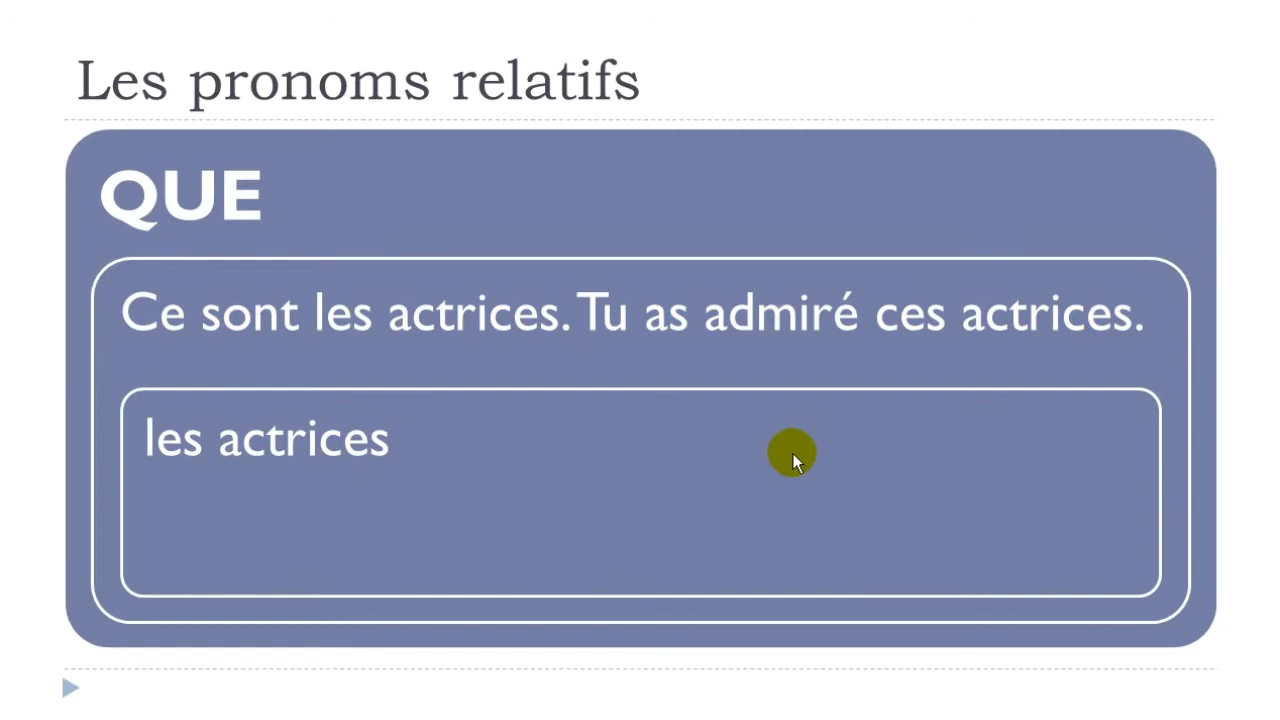 Les pronoms relatifs
QUE
Ce sont les actrices. Tu as admiré ces actrices.
les actrices